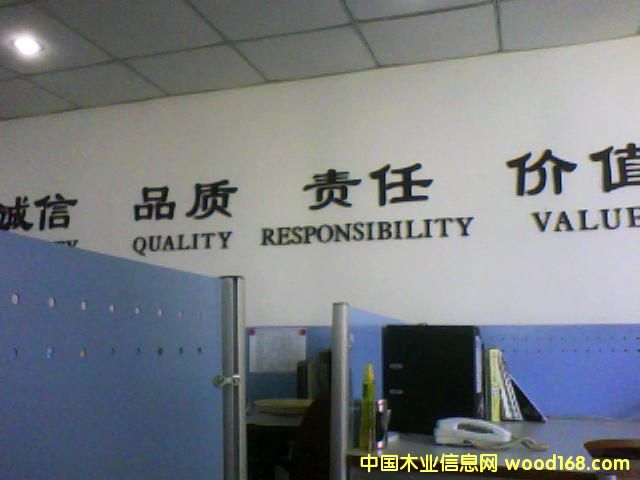 誠信 品质 责任 价值
QUALITY RESPONSIBILITY VALUE
中国木业信息网 wood168.com